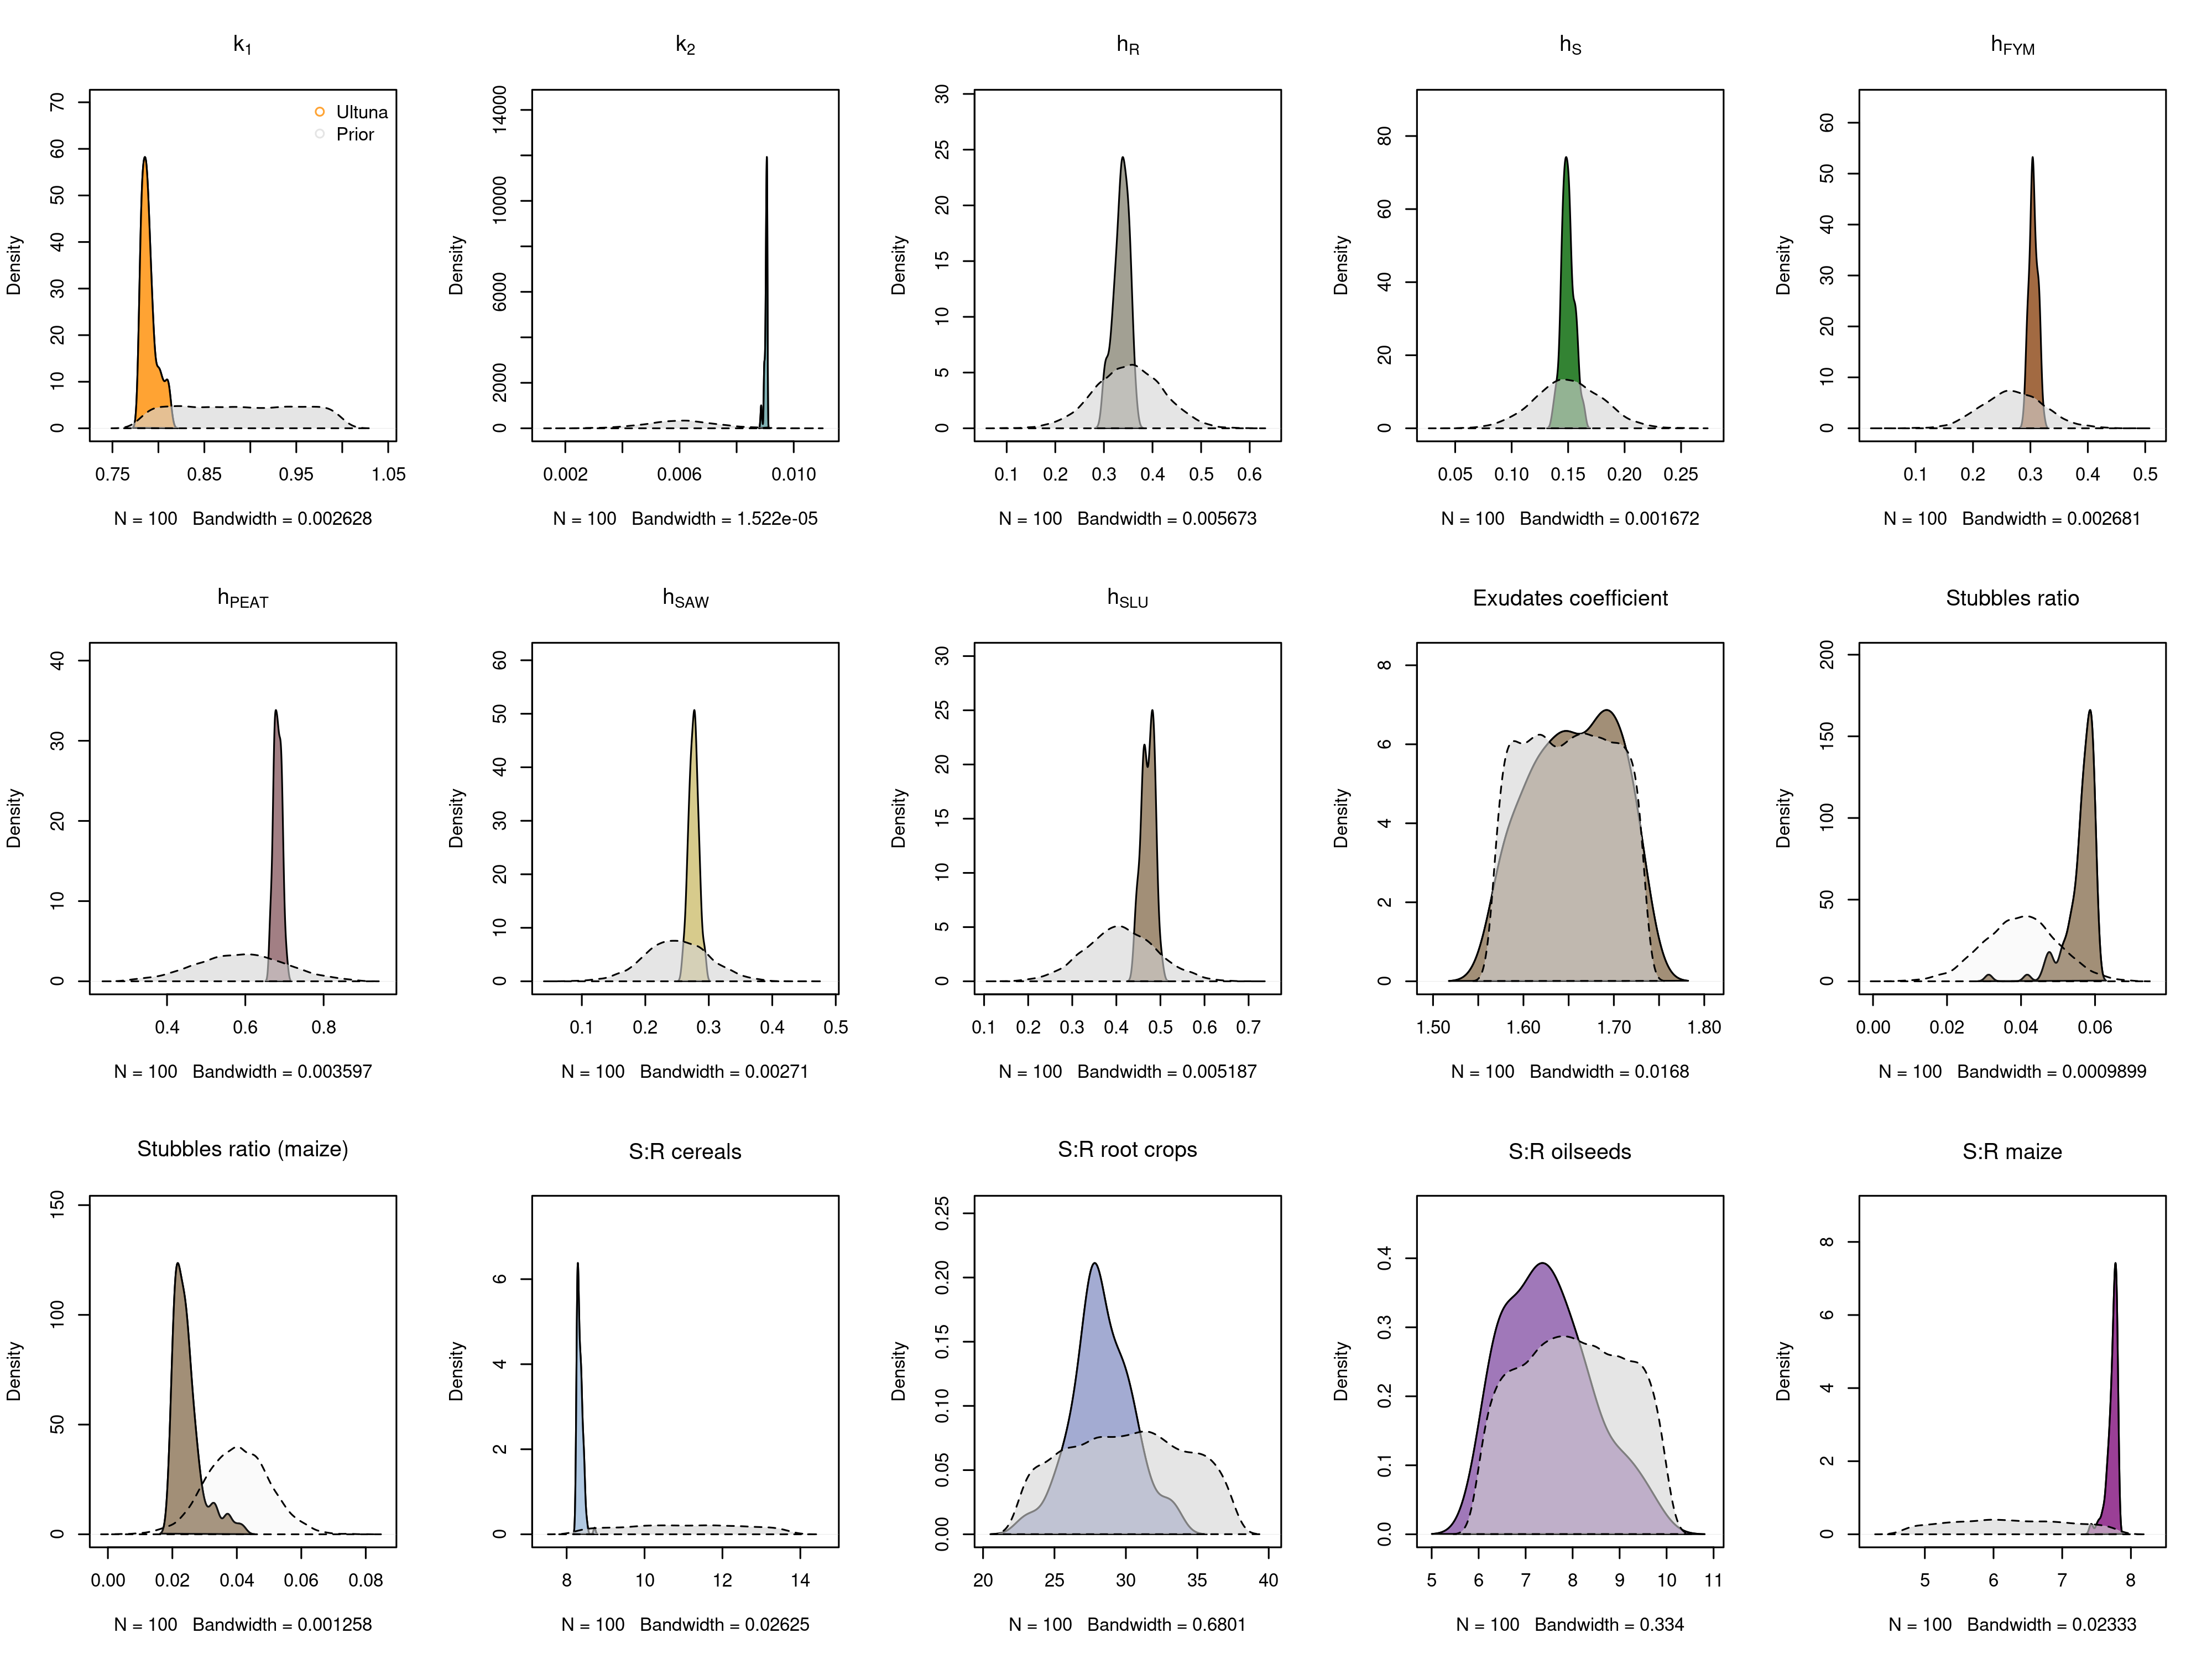 k1 k2 hR hS hFYM
Density 0 10 20 30 40 50 60 70
Ultuna
Prior
0.75 0.85 0.95 1.05
N = 100 Bandwidth = 0.002628
Density 0 2000 6000 10000 14000
0.002 0.006 0.010
N = 100 Bandwidth = 1.522e-05
Density 0 5 10 15 20 25 30
0.1 0.2 0.3 0.4 0.5 0.6
N = 100 Bandwidth = 0.005673
Density 0 20 40 60 80
0.05 0.10 0.15 0.20 0.25
N = 100 Bandwidth = 0.001672
Density 0 10 20 30 40 50 60
0.1 0.2 0.3 0.4 0.5
N = 100 Bandwidth = 0.002681
hPEAT hSAW hSLU Exudates coefficient Stubbles ratio
Density 0 10 20 30 40
0.4 0.6 0.8
N = 100 Bandwidth = 0.003597
Density 0 10 20 30 40 50 60
0.1 0.2 0.3 0.4 0.5
N = 100 Bandwidth = 0.00271
Density 0 5 10 15 20 25 30
0.1 0.2 0.3 0.4 0.5 0.6 0.7
N = 100 Bandwidth = 0.005187
Density 0 2 4 6 8
1.50 1.60 1.70 1.80
N = 100 Bandwidth = 0.0168
Density 0 50 100 150 200
0.00 0.02 0.04 0.06
N = 100 Bandwidth = 0.0009899
Stubbles ratio (maize) S:R cereals S:R root crops S:R oilseeds S:R maize
Density 0 50 100 150
0.00 0.02 0.04 0.06 0.08
N = 100 Bandwidth = 0.001258
Density 0 2 4 6
8 10 12 14
N = 100 Bandwidth = 0.02625
Density 0.00 0.05 0.10 0.15 0.20 0.25
20 25 30 35 40
N = 100 Bandwidth = 0.6801
Density 0.0 0.1 0.2 0.3 0.4
5 6 7 8 9 10 11
N = 100 Bandwidth = 0.334
Density 0 2 4 6 8
5 6 7 8
N = 100 Bandwidth = 0.02333